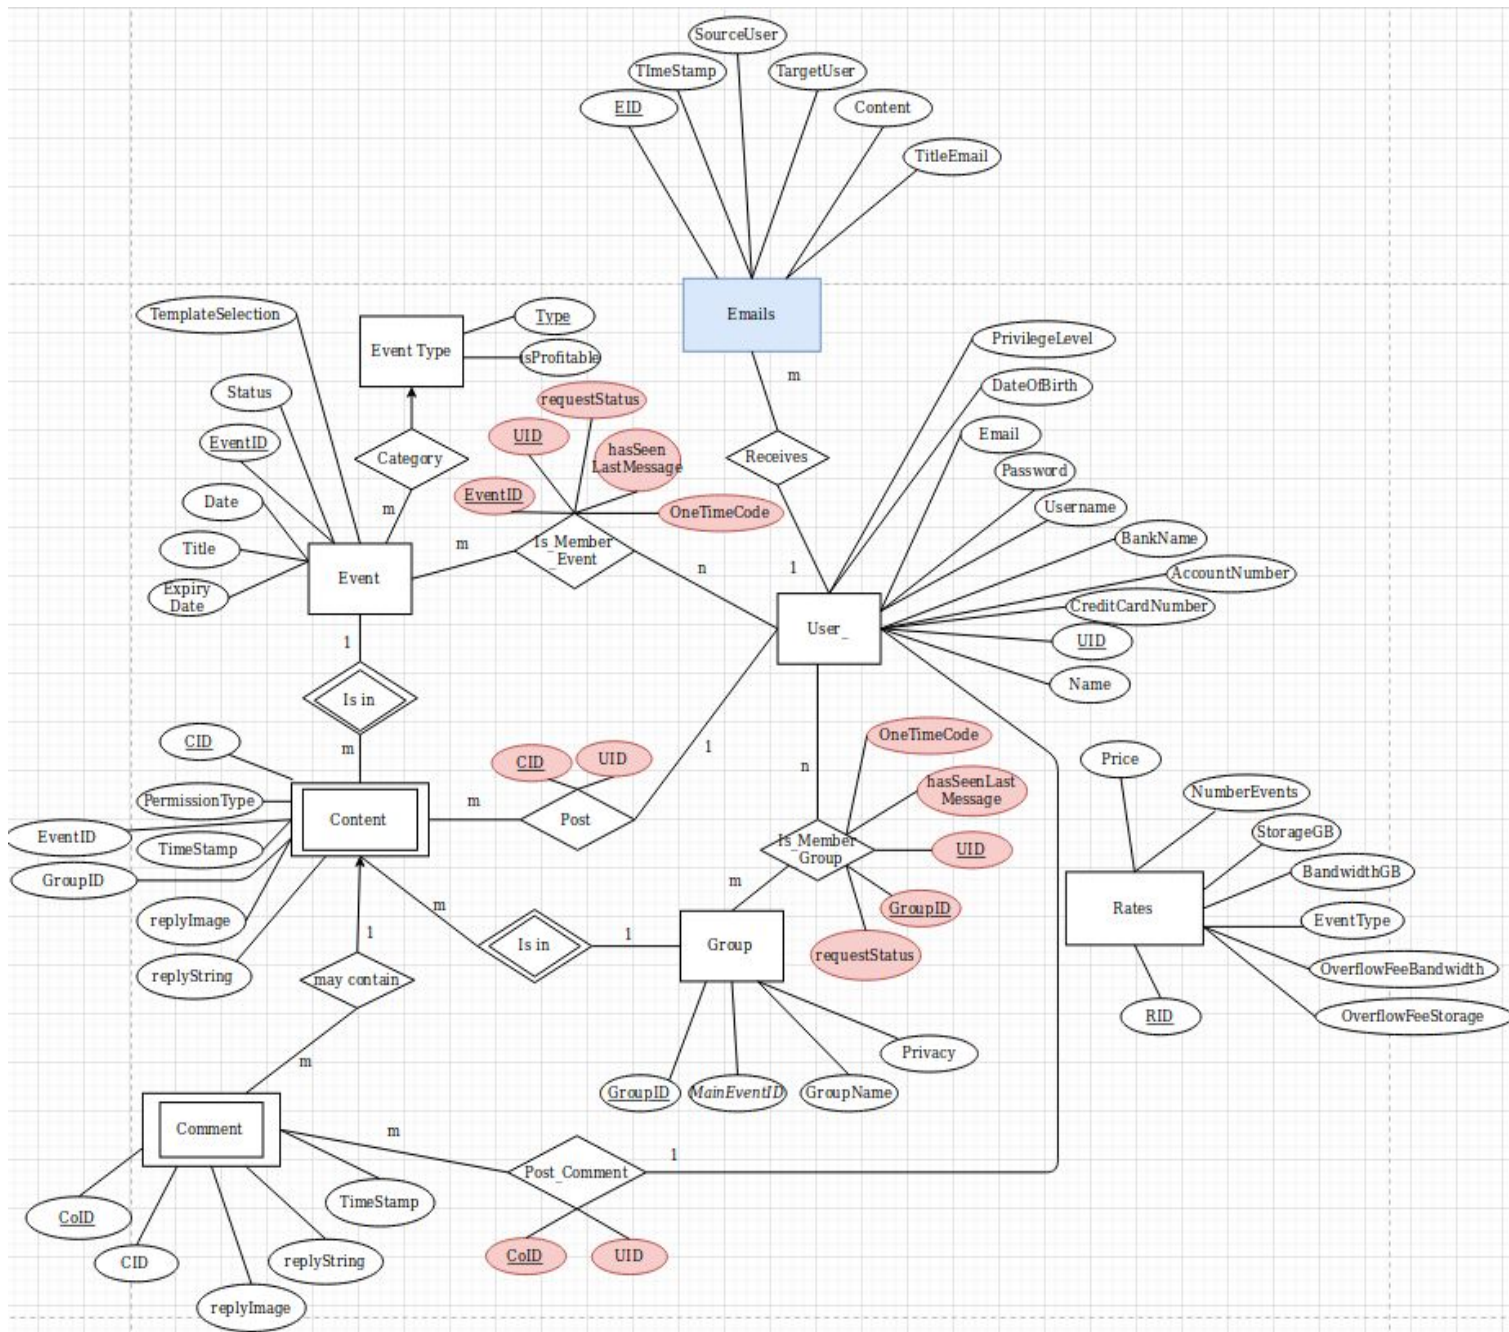 SourceUser
TImeStamp
TargetUser
EID
Content
TitleEmail
Emails
TemplateSelection
Event Type
Type
isProfitable
PrivilegeLevel
DateOfBirth
Status
requestStatus
m
EventID
UID
hasSeen
LastMessage
Email
Category
Receives
Password
Date
EventID
OneTimeCode
Username
m
BankName
Title
m
Is_Member
_Event
n
1
AccountNumber
Event
Expiry
Date
CreditCardNumber
User_
UID
1
Name
Is in
CID
m
CID
UID
1
n
OneTimeCode
Price
hasSeenLast
Message
NumberEvents
PermissionType
m
EventID
Content
Post
StorageGB
TimeStamp
Is_Member_
Group
UID
BandwidthGB
GroupID
m
m
GroupID
Rates
EventType
replyImage
1
Is in
1
Group
requestStatus
replyString
may contain
OverflowFeeBandwidth
RID
OverflowFeeStorage
m
Privacy
GroupID
MainEventID
GroupName
Comment
m
Post_Comment
1
TimeStamp
CoID
CID
replyString
CoID
UID
replyImage